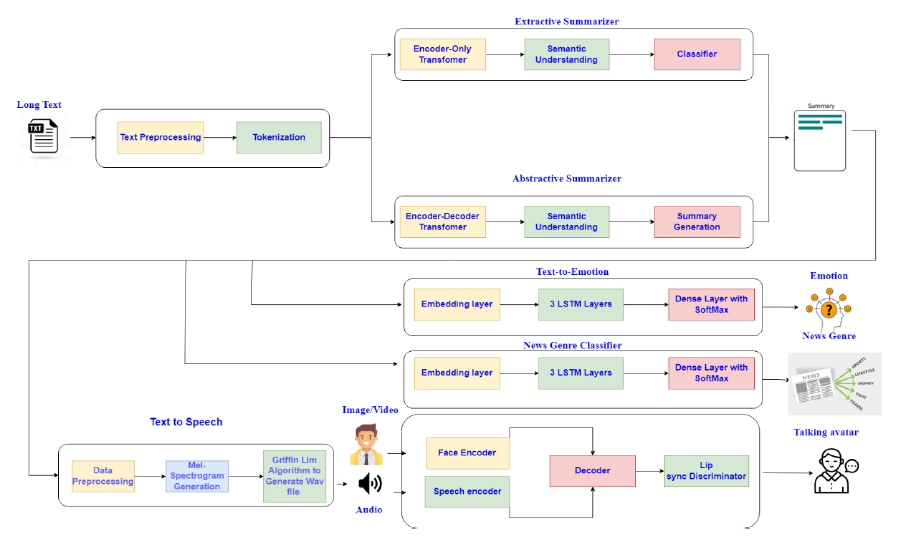 Extractive Summarizer
Encoder-Only
Transfomer
Semantic
Understanding
Classifier
Long Text
TXT
Text Preprocessing
Tokenization
Summary
Abstractive Summarizer
Encoder-Decoder
Transfomer
Semantic
Understanding
Summary
Generation
Text-to-Emotion
Embedding layer
3 LSTM Layers
Dense Layer with
SoftMax
Emotion
?
News Genre
News Genre Classifier
Embedding layer
3 LSTM Layers
Dense Layer with
SoftMax
NEWS
SPORTS
LIFESTYLE
MONEY
TECH
TRAVEL
Text to Speech
Data
Preprocessing
Mel-
Spectrogram
Generation
Griffin Lim
Algorithm to
Generate Wav
file
Image/Video
Audio
Face Encoder
Speech encoder
Decoder
Lip
sync Discriminator
Talking avatar